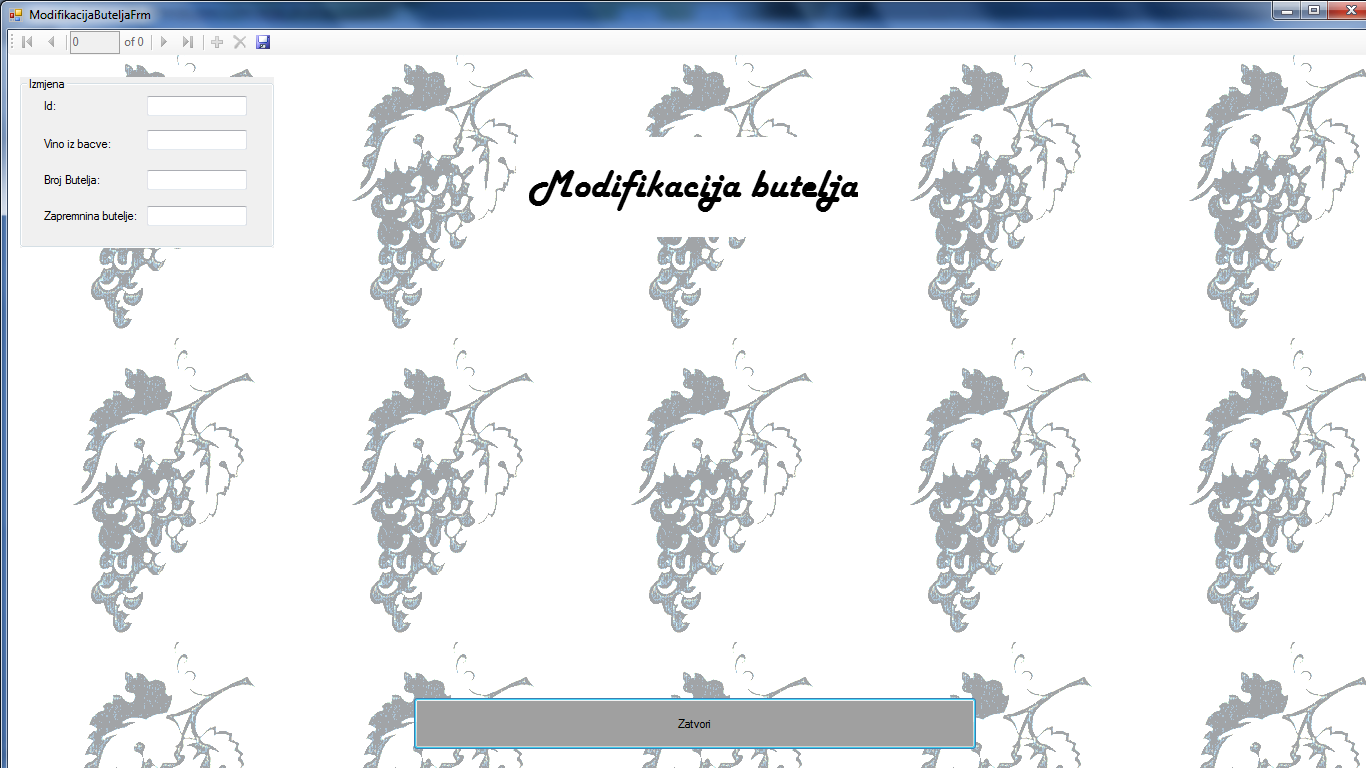 ModifikacijaButeljaFrm
0 of 0
Izmjena
Id:
Vino iz bacve:
Broj Butelja:
Zapremnina butelje:
Modifikacija butelja
Zatvori